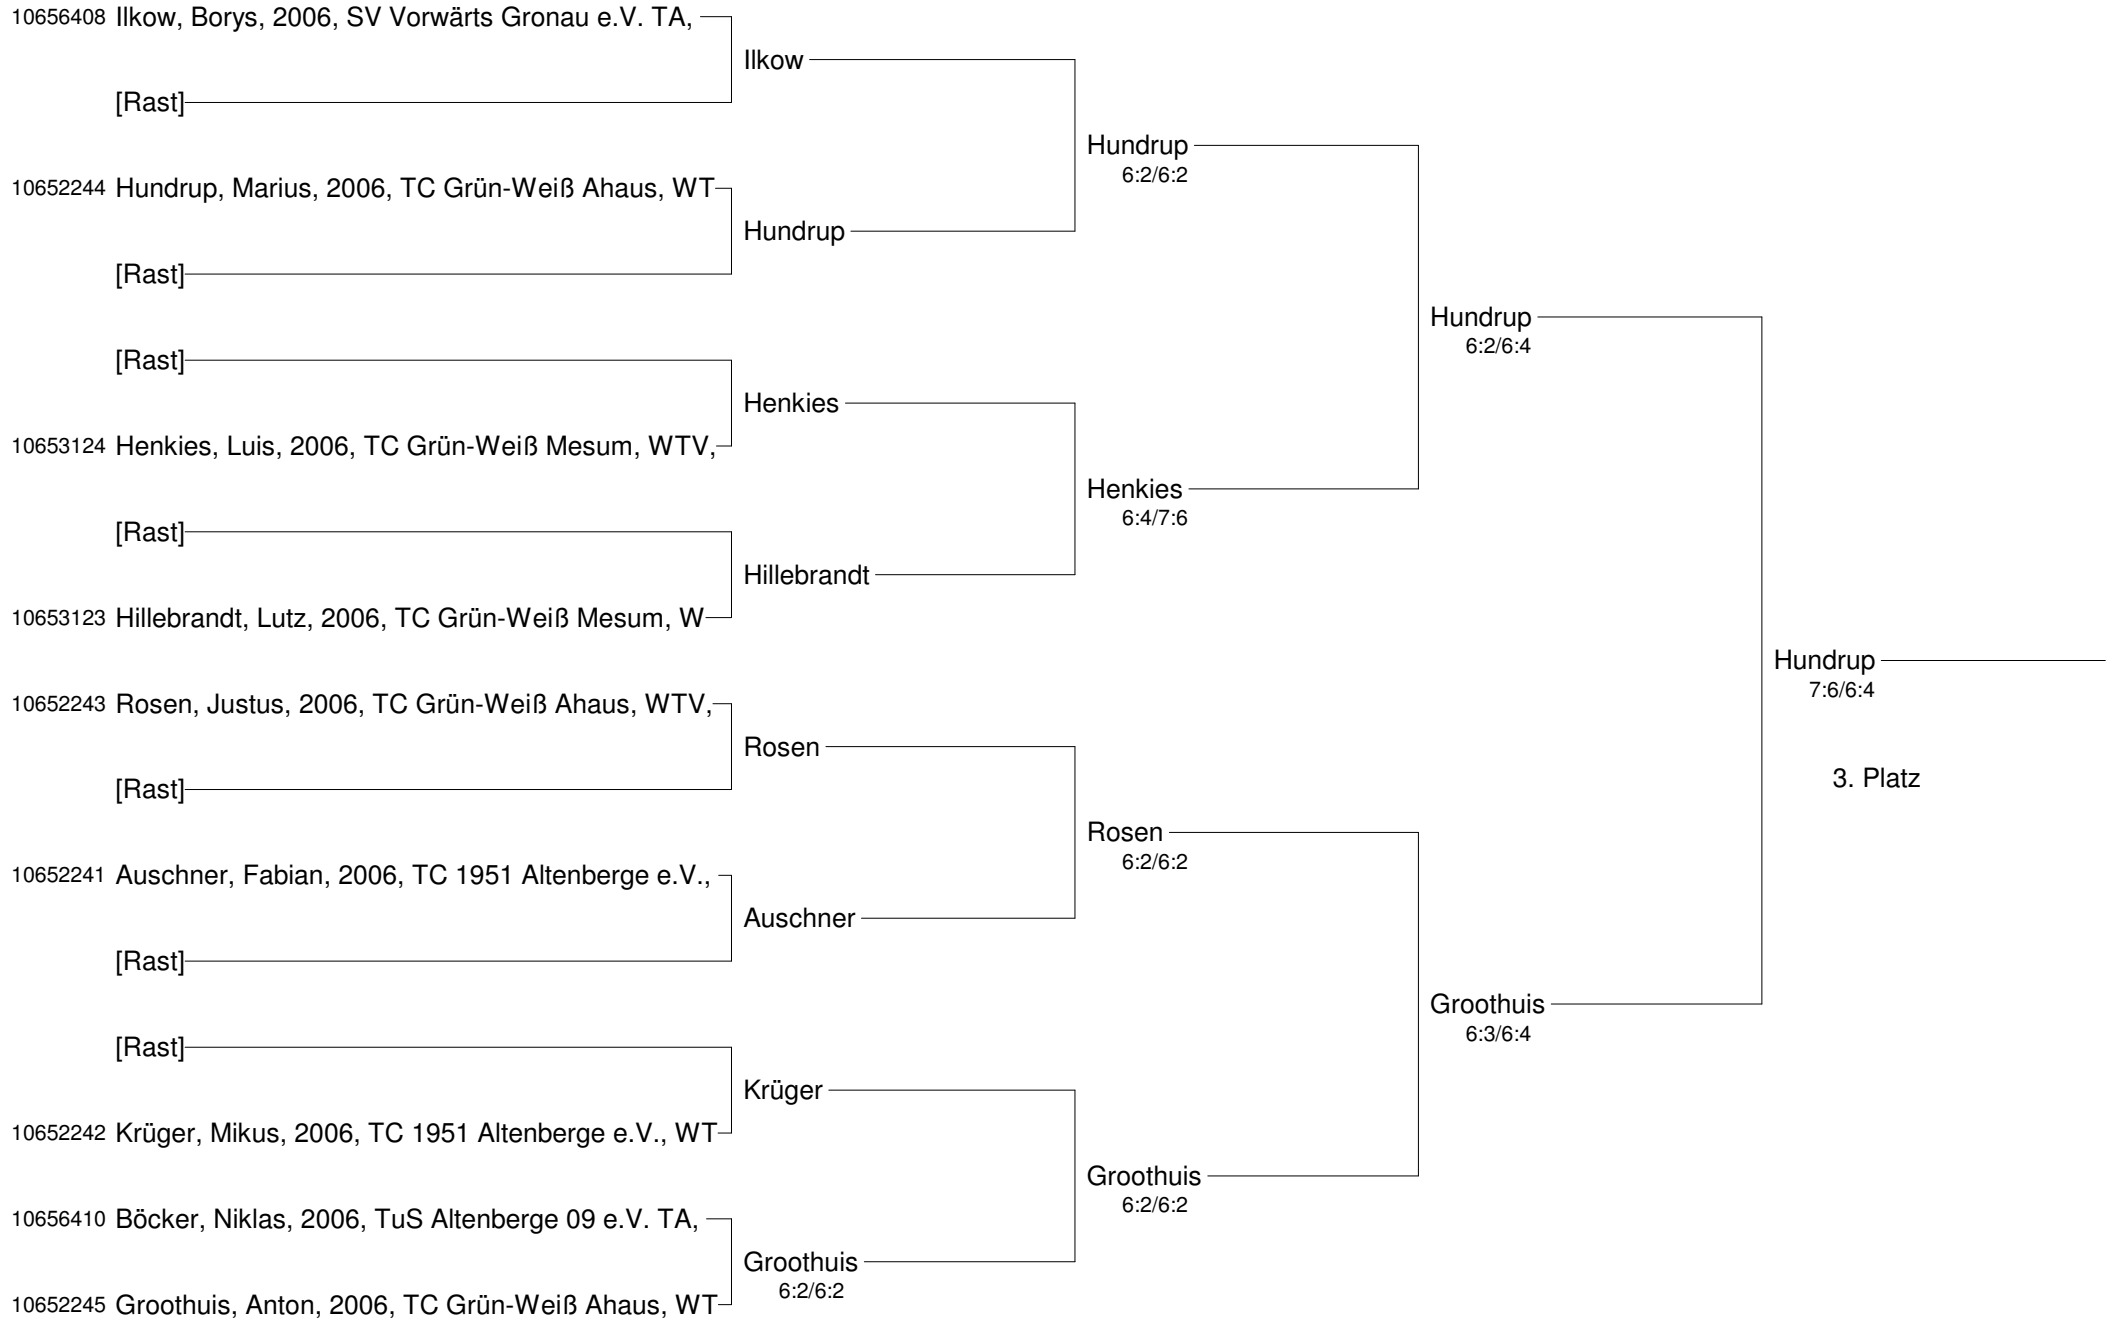 10656408 Ilkow, Borys, 2006, SV Vorwärts Gronau e.V. TA,
Ilkow
[Rast]
Hundrup
6:2/6:2
10652244 Hundrup, Marius, 2006, TC Grün-Weiß Ahaus, WT
Hundrup
[Rast]
Hundrup
6:2/6:4
[Rast]
Henkies
10653124 Henkies, Luis, 2006, TC Grün-Weiß Mesum, WTV,
Henkies
6:4/7:6
[Rast]
Hillebrandt
10653123 Hillebrandt, Lutz, 2006, TC Grün-Weiß Mesum, W
Hundrup
7:6/6:4
10652243 Rosen, Justus, 2006, TC Grün-Weiß Ahaus, WTV,
Rosen
3. Platz
[Rast]
Rosen
6:2/6:2
10652241 Auschner, Fabian, 2006, TC 1951 Altenberge e.V.,
Auschner
[Rast]
Groothuis
6:3/6:4
[Rast]
Krüger
10652242 Krüger, Mikus, 2006, TC 1951 Altenberge e.V., WT
Groothuis
6:2/6:2
10656410 Böcker, Niklas, 2006, TuS Altenberge 09 e.V. TA,
Groothuis
6:2/6:2
10652245 Groothuis, Anton, 2006, TC Grün-Weiß Ahaus, WT